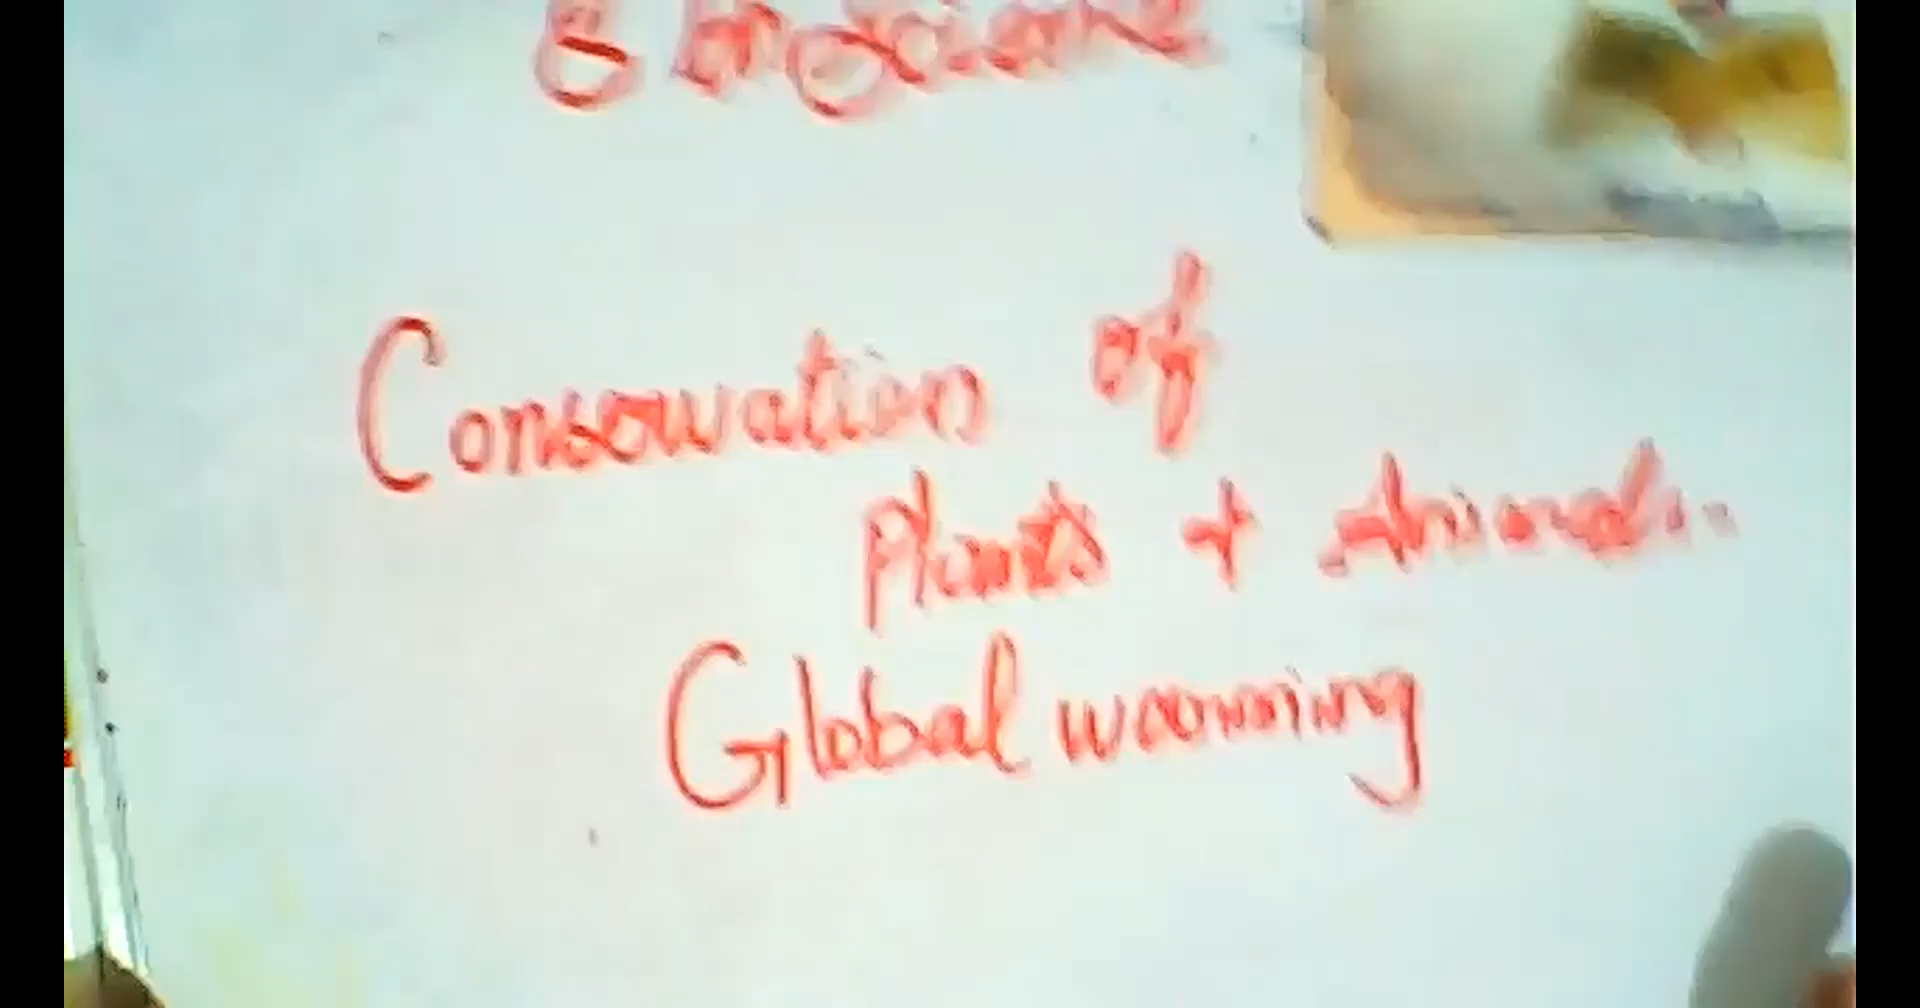 Conservation of
Plants + Animals.
Global warming